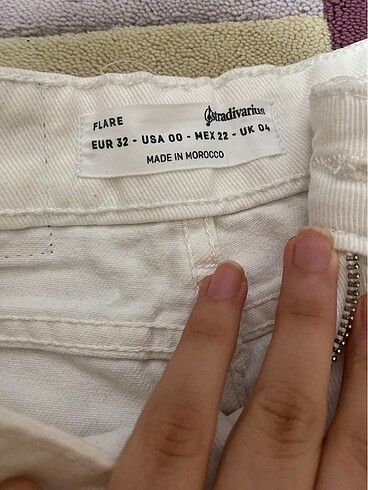 FLARE
Stradivarius
EUR 32 - USA 00 - MEX 22 - UK 04
MADE IN MOROCCO